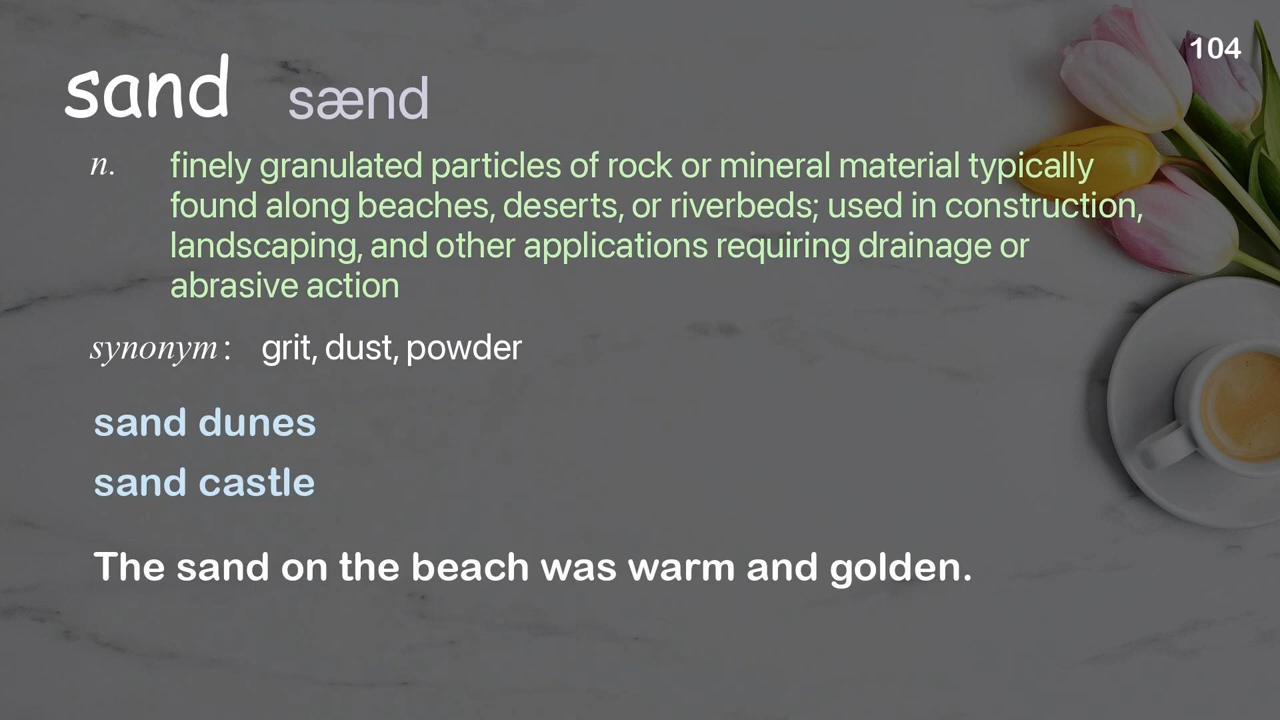 104
sand sænd
n. finely granulated particles of rock or mineral material typically
found along beaches, deserts, or riverbeds; used in construction,
landscaping, and other applications requiring drainage or
abrasive action
synonym: grit, dust, powder
sand dunes
sand castle
The sand on the beach was warm and golden.